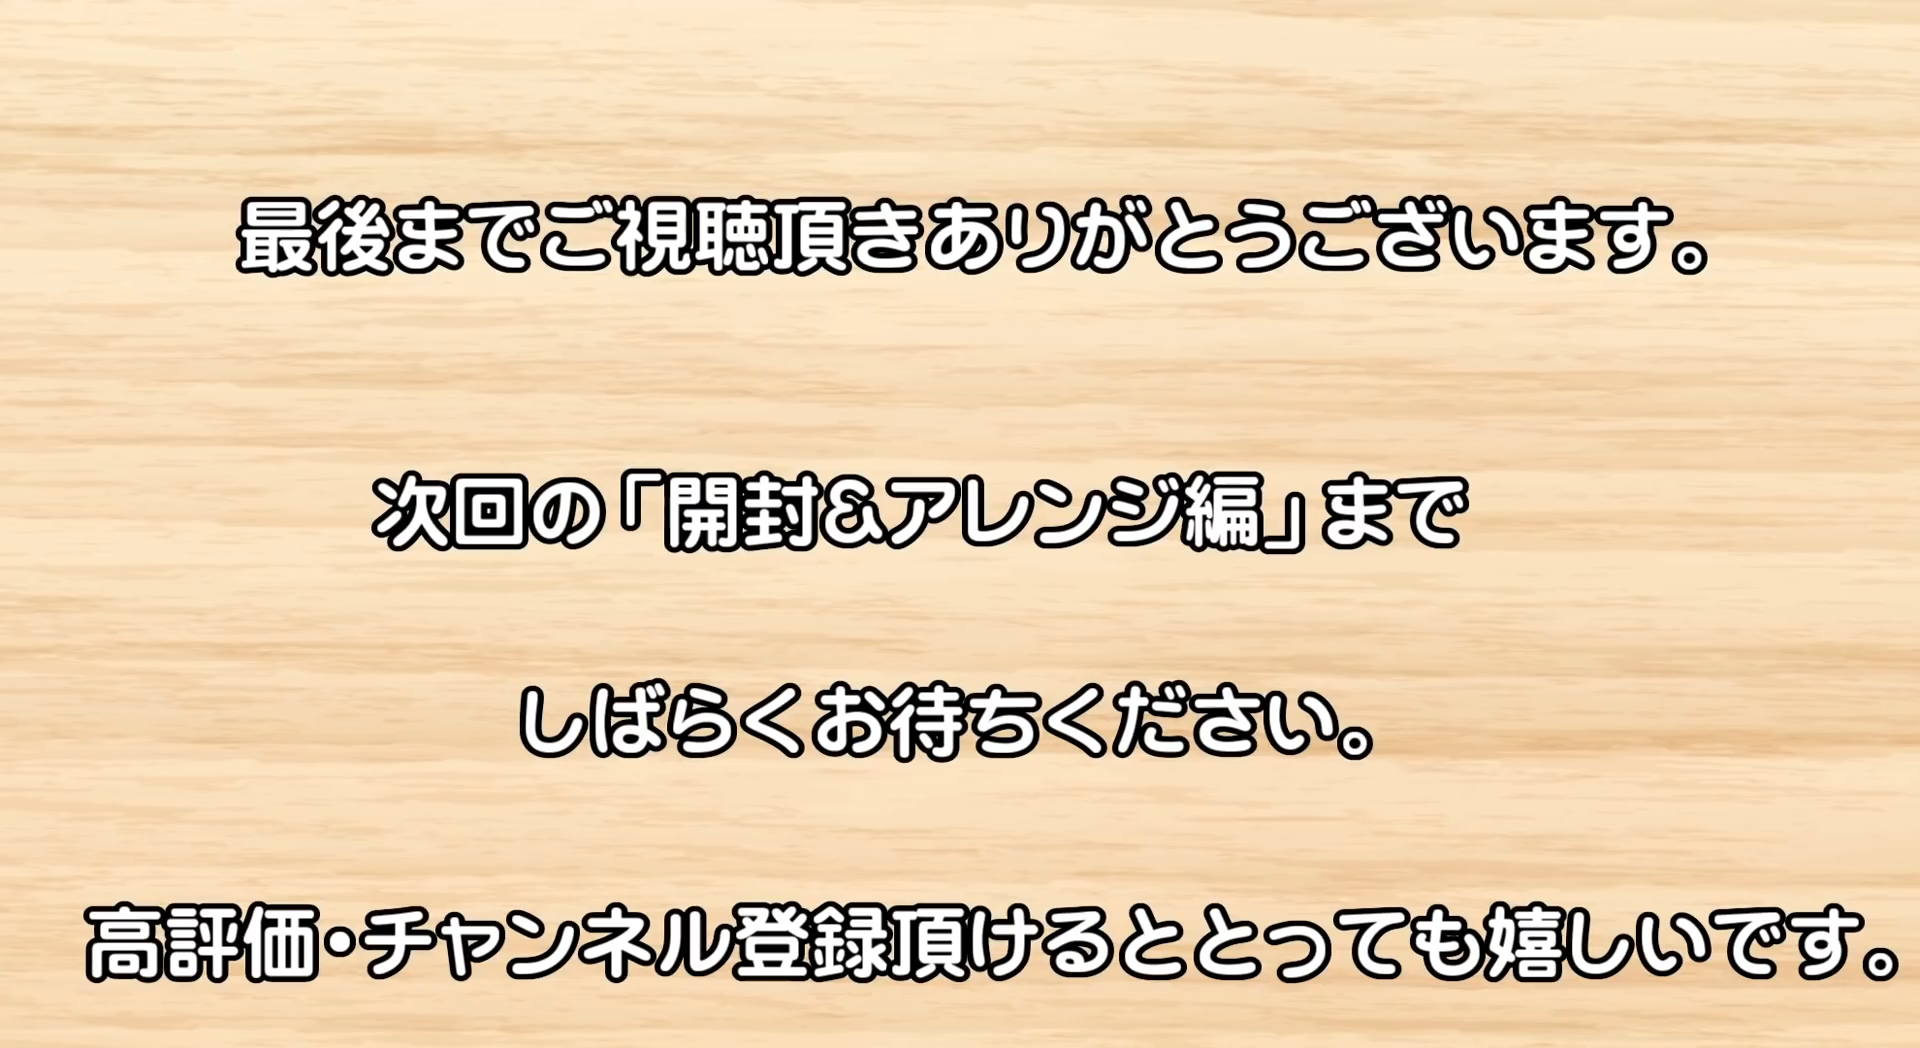 最後までご視聴頂きありがとうございます。
次回の「開封&アレンジ編」まで
しばらくお待ちください。
高評価・チャンネル登録頂けるととっても嬉しいです。